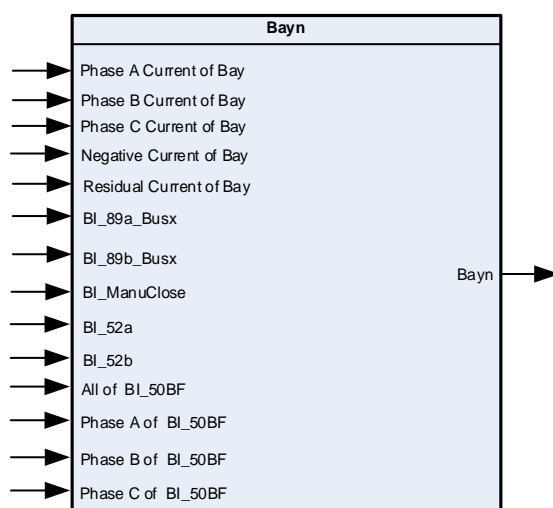 Bayn
Phase A Current of Bay
Phase B Current of Bay
Phase C Current of Bay
Negative Current of Bay
Residual Current of Bay
BI_89a_Busx
BI_89b_Busx
Bayn
BI_ManuClose
BI_52a
BI_52b
All of BI_50BF
Phase A of BI_50BF
Phase B of BI_50BF
Phase C of BI_50BF